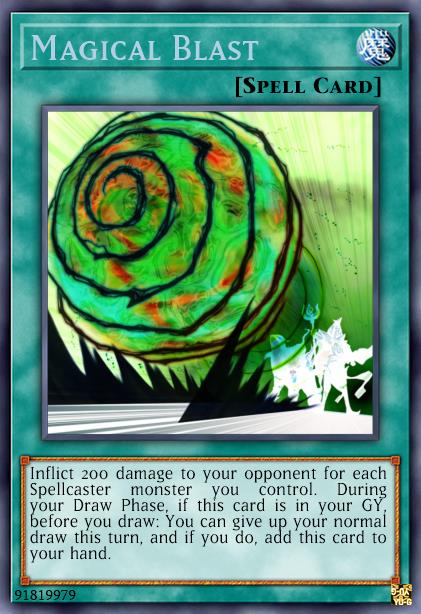 Magical Blast
魔
[Spell Card]
Inflict 200 damage to your opponent for each
Spellcaster monster you control. During
your Draw Phase, if this card is in your GY,
before you draw: You can give up your normal
draw this turn, and if you do, add this card to
your hand.
91819979